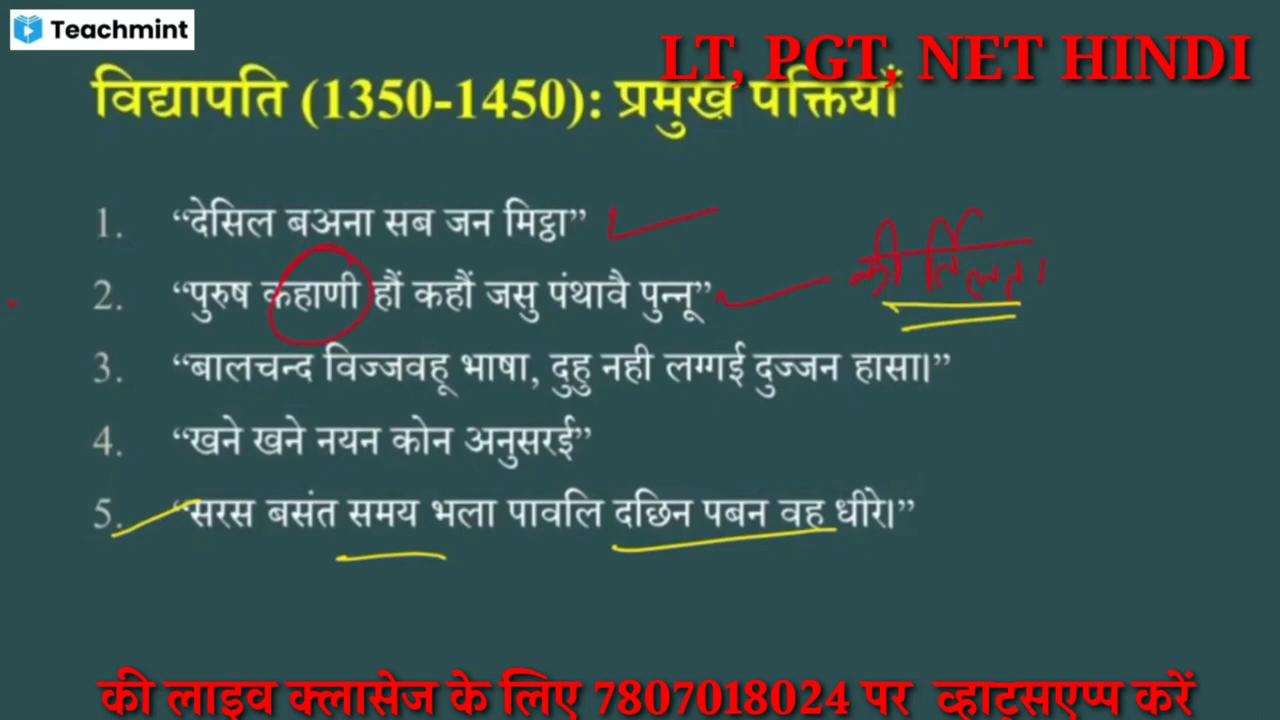 Teachmint
LT, PGT, NET HINDI
विद्यापति (1350-1450): प्रमुख पक्तियां
1. “देसिल बअना सब जन मिट्ठा”
कीर्तिलता
2. “पुरुष कहाणी हौं कहौं जसु पंथावै पुन्नू”
3. “बालचन्द विज्जवहू भाषा, दुहु नही लग्गई दुज्जन हासा।”
4. “खने खने नयन कोन अनुसरई”
5. “सरस बसंत समय भला पावलि दछिन पबन वह धीरे।”
की लाइव क्लासेज के लिए 7807018024 पर व्हाट्सएप्प करें